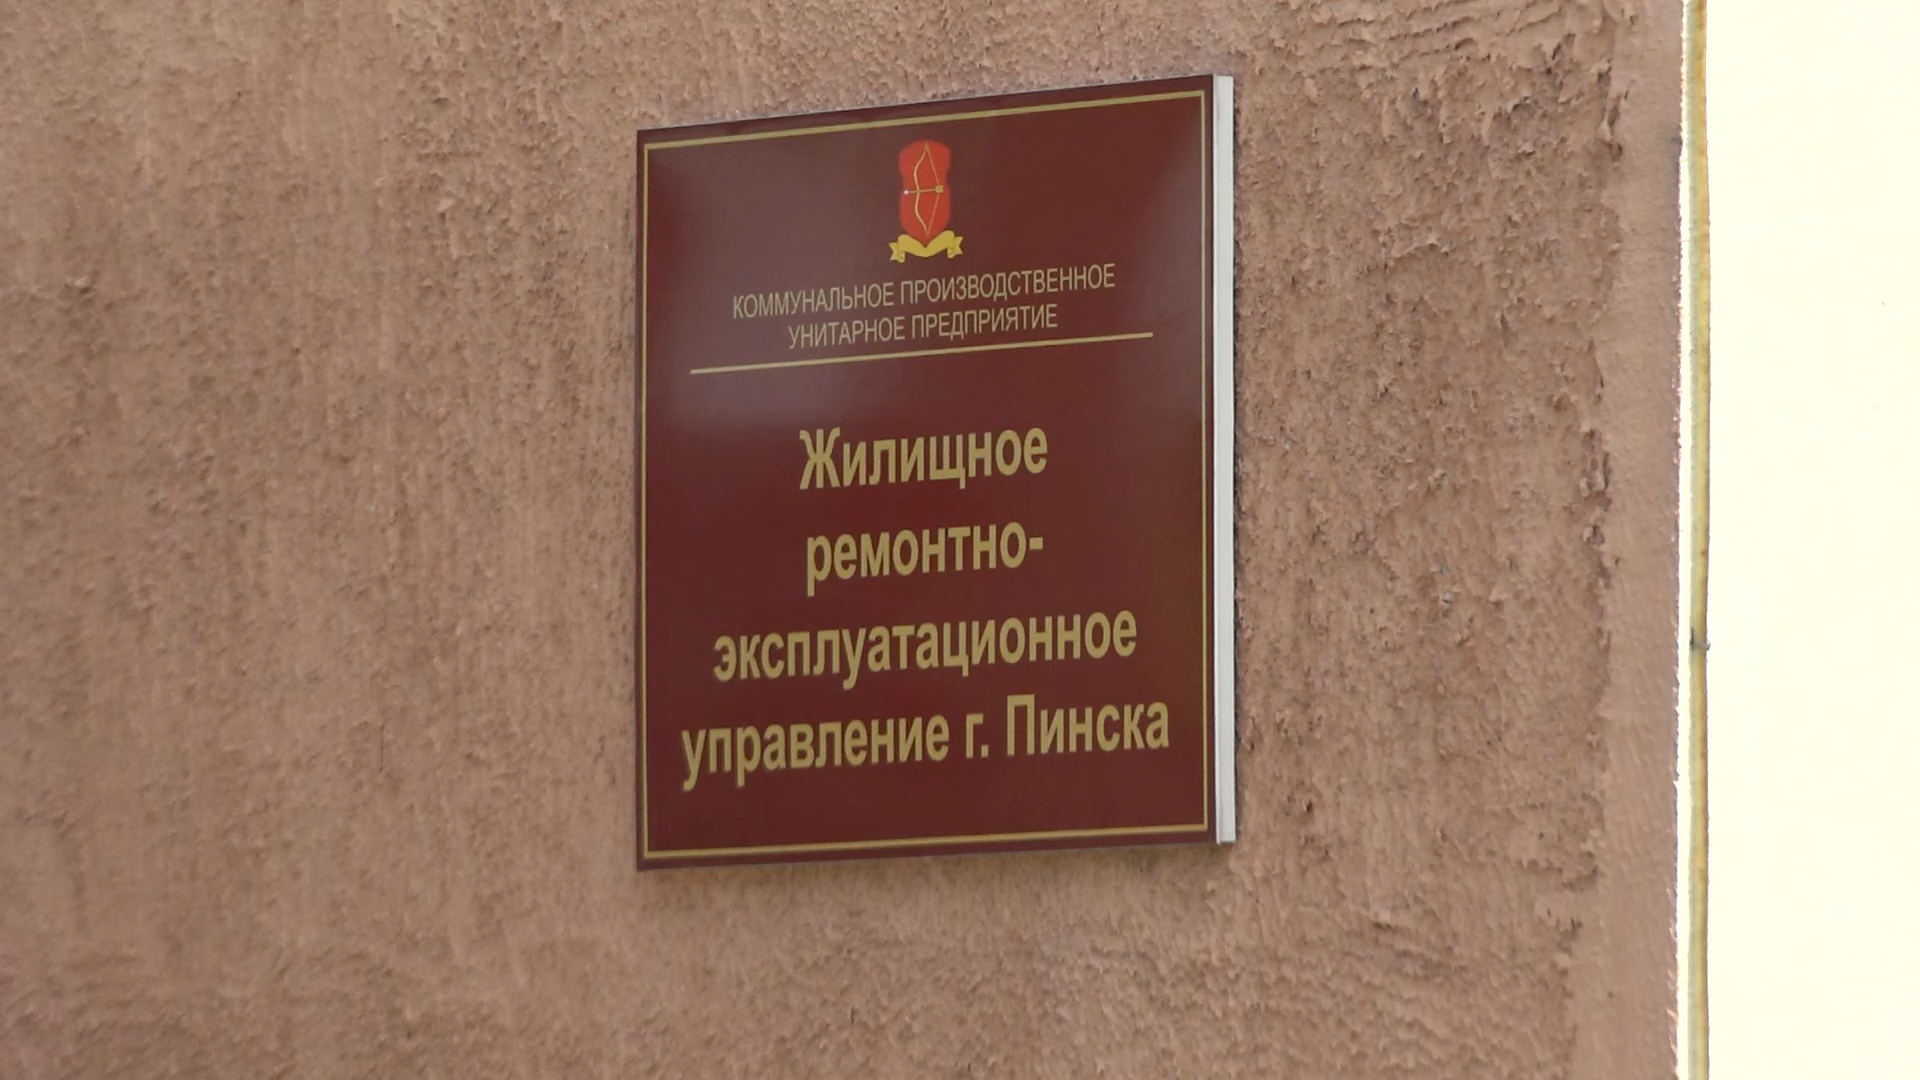 КОММУНАЛЬНОЕ ПРОИЗВОДСТВЕННОЕ
УНИТАРНОЕ ПРЕДПРИЯТИЕ
Жилищное
ремонтно-
эксплуатационное
управление г. Пинска